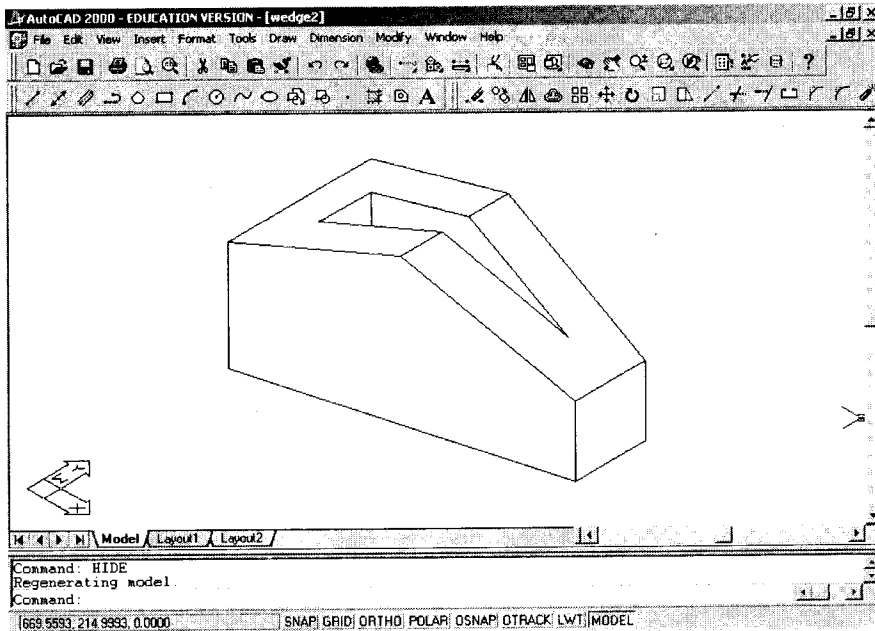 AutoCAD 2000 - EDUCATION VERSION - [wedge2]
File Edit View Insert Format Tools Draw Dimension Modify Window Help
A
W Y
X
Model Layout1 Layout2
Command: HIDE
Regenerating model.
Command:
669.5593, 214.9993, 0.0000 SNAP GRID ORTHO POLAR OSNAP OTRACK LWT MODEL